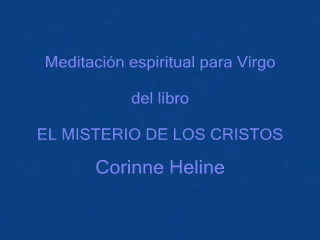 Meditación espiritual para Virgo
del libro
EL MISTERIO DE LOS CRISTOS
Corinne Heline